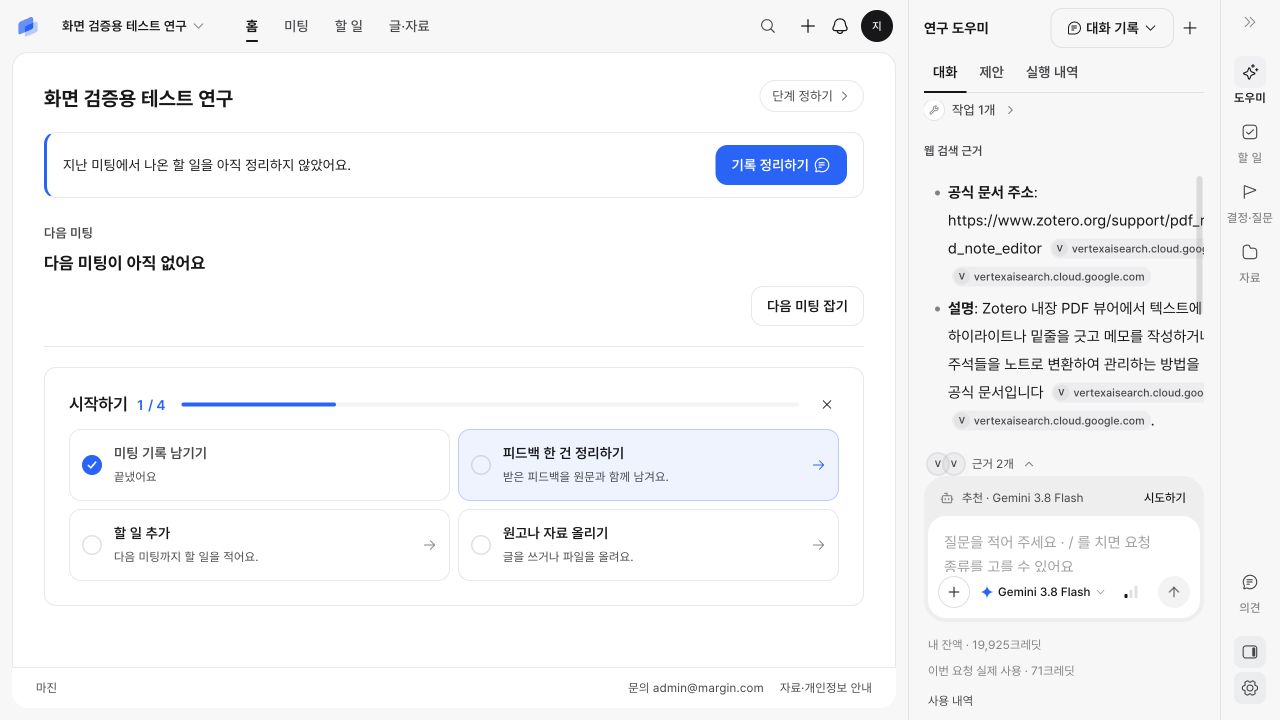 화면 검증용 테스트 연구
홈 미팅 할 일 글·자료
지
화면 검증용 테스트 연구
단계 정하기
지난 미팅에서 나온 할 일을 아직 정리하지 않았어요.
기록 정리하기
다음 미팅
다음 미팅이 아직 없어요
다음 미팅 잡기
시작하기 1 / 4
미팅 기록 남기기
끝냈어요
피드백 한 건 정리하기
받은 피드백을 원문과 함께 남겨요.
할 일 추가
다음 미팅까지 할 일을 적어요.
원고나 자료 올리기
글을 쓰거나 파일을 올려요.
마진
문의 admin@margin.com 자료·개인정보 안내
연구 도우미
대화 기록
대화 제안 실행 내역
작업 1개
웹 검색 근거
공식 문서 주소:
https://www.zotero.org/support/pdf_r
d_note_editor V vertexaisearch.cloud.goog
V vertexaisearch.cloud.google.com
설명: Zotero 내장 PDF 뷰어에서 텍스트에
하이라이트나 밑줄을 긋고 메모를 작성하거나
주석들을 노트로 변환하여 관리하는 방법을
공식 문서입니다 V vertexaisearch.cloud.goo
V vertexaisearch.cloud.google.com .
V V 근거 2개
추천 · Gemini 3.8 Flash 시도하기
질문을 적어 주세요 · / 를 치면 요청
종류를 고를 수 있어요
Gemini 3.8 Flash
내 잔액 · 19,925크레딧
이번 요청 실제 사용 · 71크레딧
사용 내역
도우미
할 일
결정·질문
자료
의견